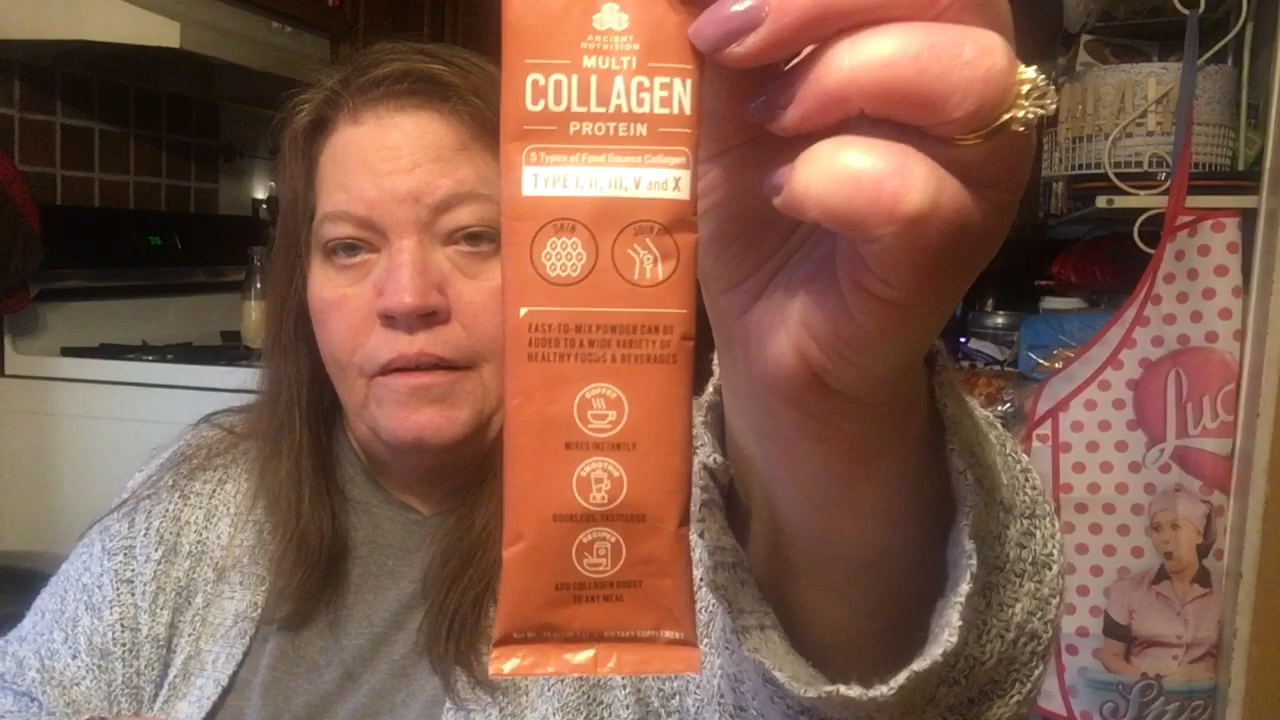 ANCIENT
NUTRITION
MULTI
COLLAGEN
PROTEIN
5 Types of Food Source Collagen
TYPE I, II, III, V and X
SKIN
JOINT
EASY-TO-MIX POWDER CAN BE
ADDED TO A WIDE VARIETY OF
HEALTHY FOODS & BEVERAGES
COFFEE
MIXES INSTANTLY
SMOOTHIE
ODORLESS, TASTELESS
RECIPES
ADD COLLAGEN BOOST
TO ANY MEAL
DIETARY SUPPLEMENT
Luc